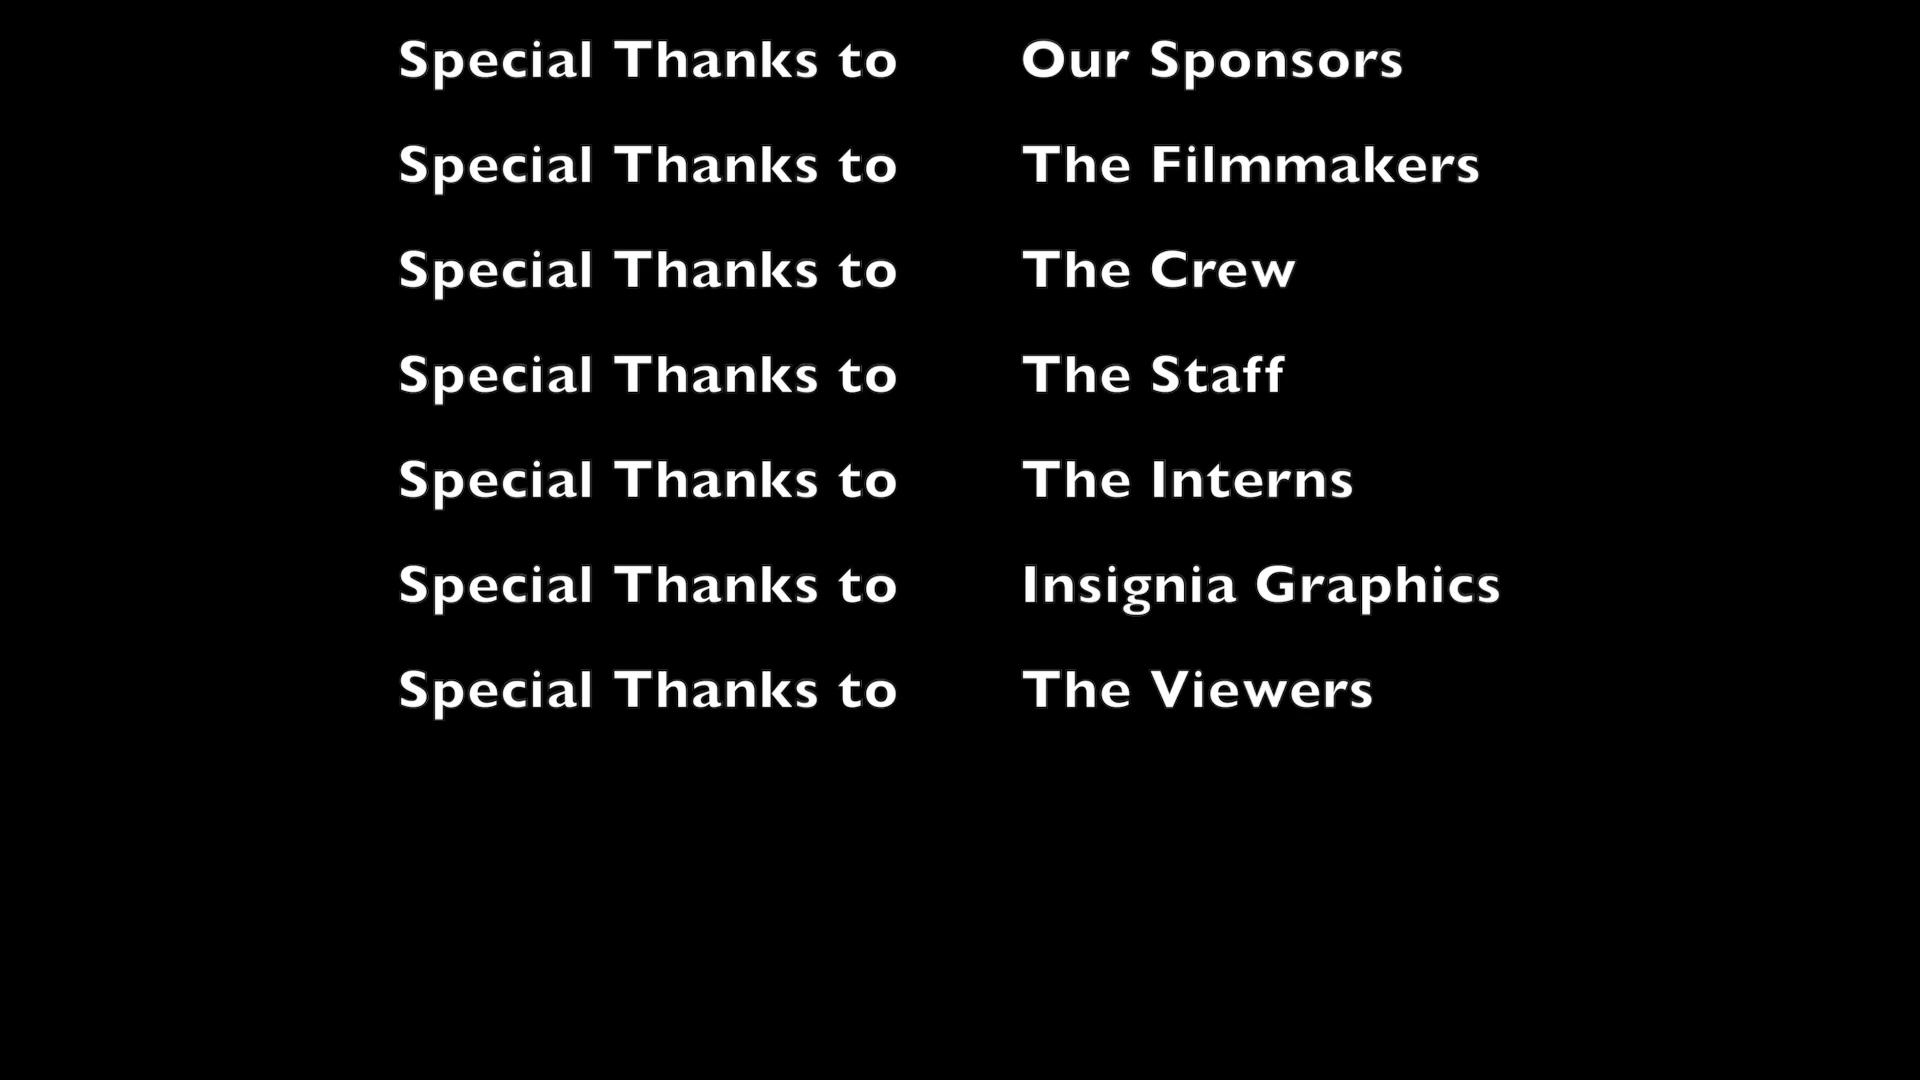 Special Thanks to Our Sponsors
Special Thanks to The Filmmakers
Special Thanks to The Crew
Special Thanks to The Staff
Special Thanks to The Interns
Special Thanks to Insignia Graphics
Special Thanks to The Viewers